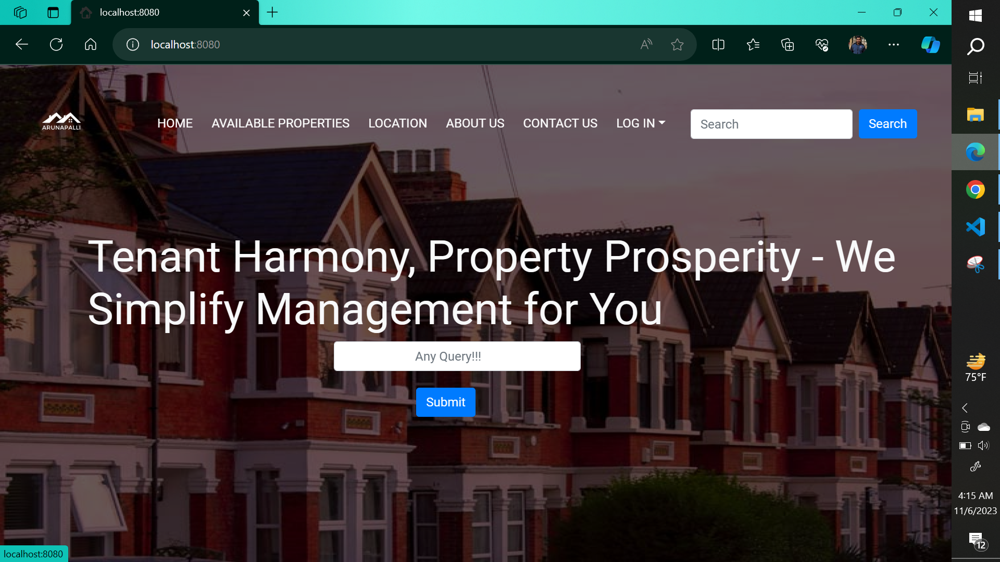 localhost:8080
localhost:8080
ARUNAPALLI
HOME
AVAILABLE PROPERTIES
LOCATION
ABOUT US
CONTACT US
LOG IN
Search
Search
Tenant Harmony, Property Prosperity - We
Simplify Management for You
Any Query!!!
Submit
localhost:8080
75°F
4:15 AM
11/6/2023
12